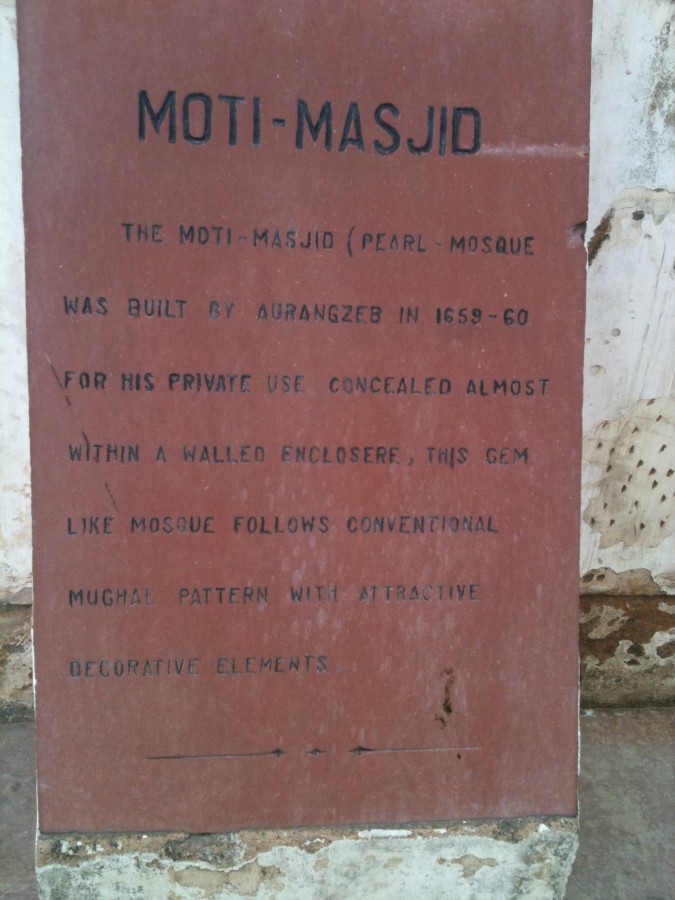 MOTI-MASJID
THE MOTI-MASJID (PEARL-MOSQUE
WAS BUILT BY AURANGZEB IN 1659-60
FOR HIS PRIVATE USE CONCEALED ALMOST
WITHIN A WALLED ENCLOSERE, THIS GEM
LIKE MOSQUE FOLLOWS CONVENTIONAL
MUGHAL PATTERN WITH ATTRACTIVE
DECORATIVE ELEMENTS